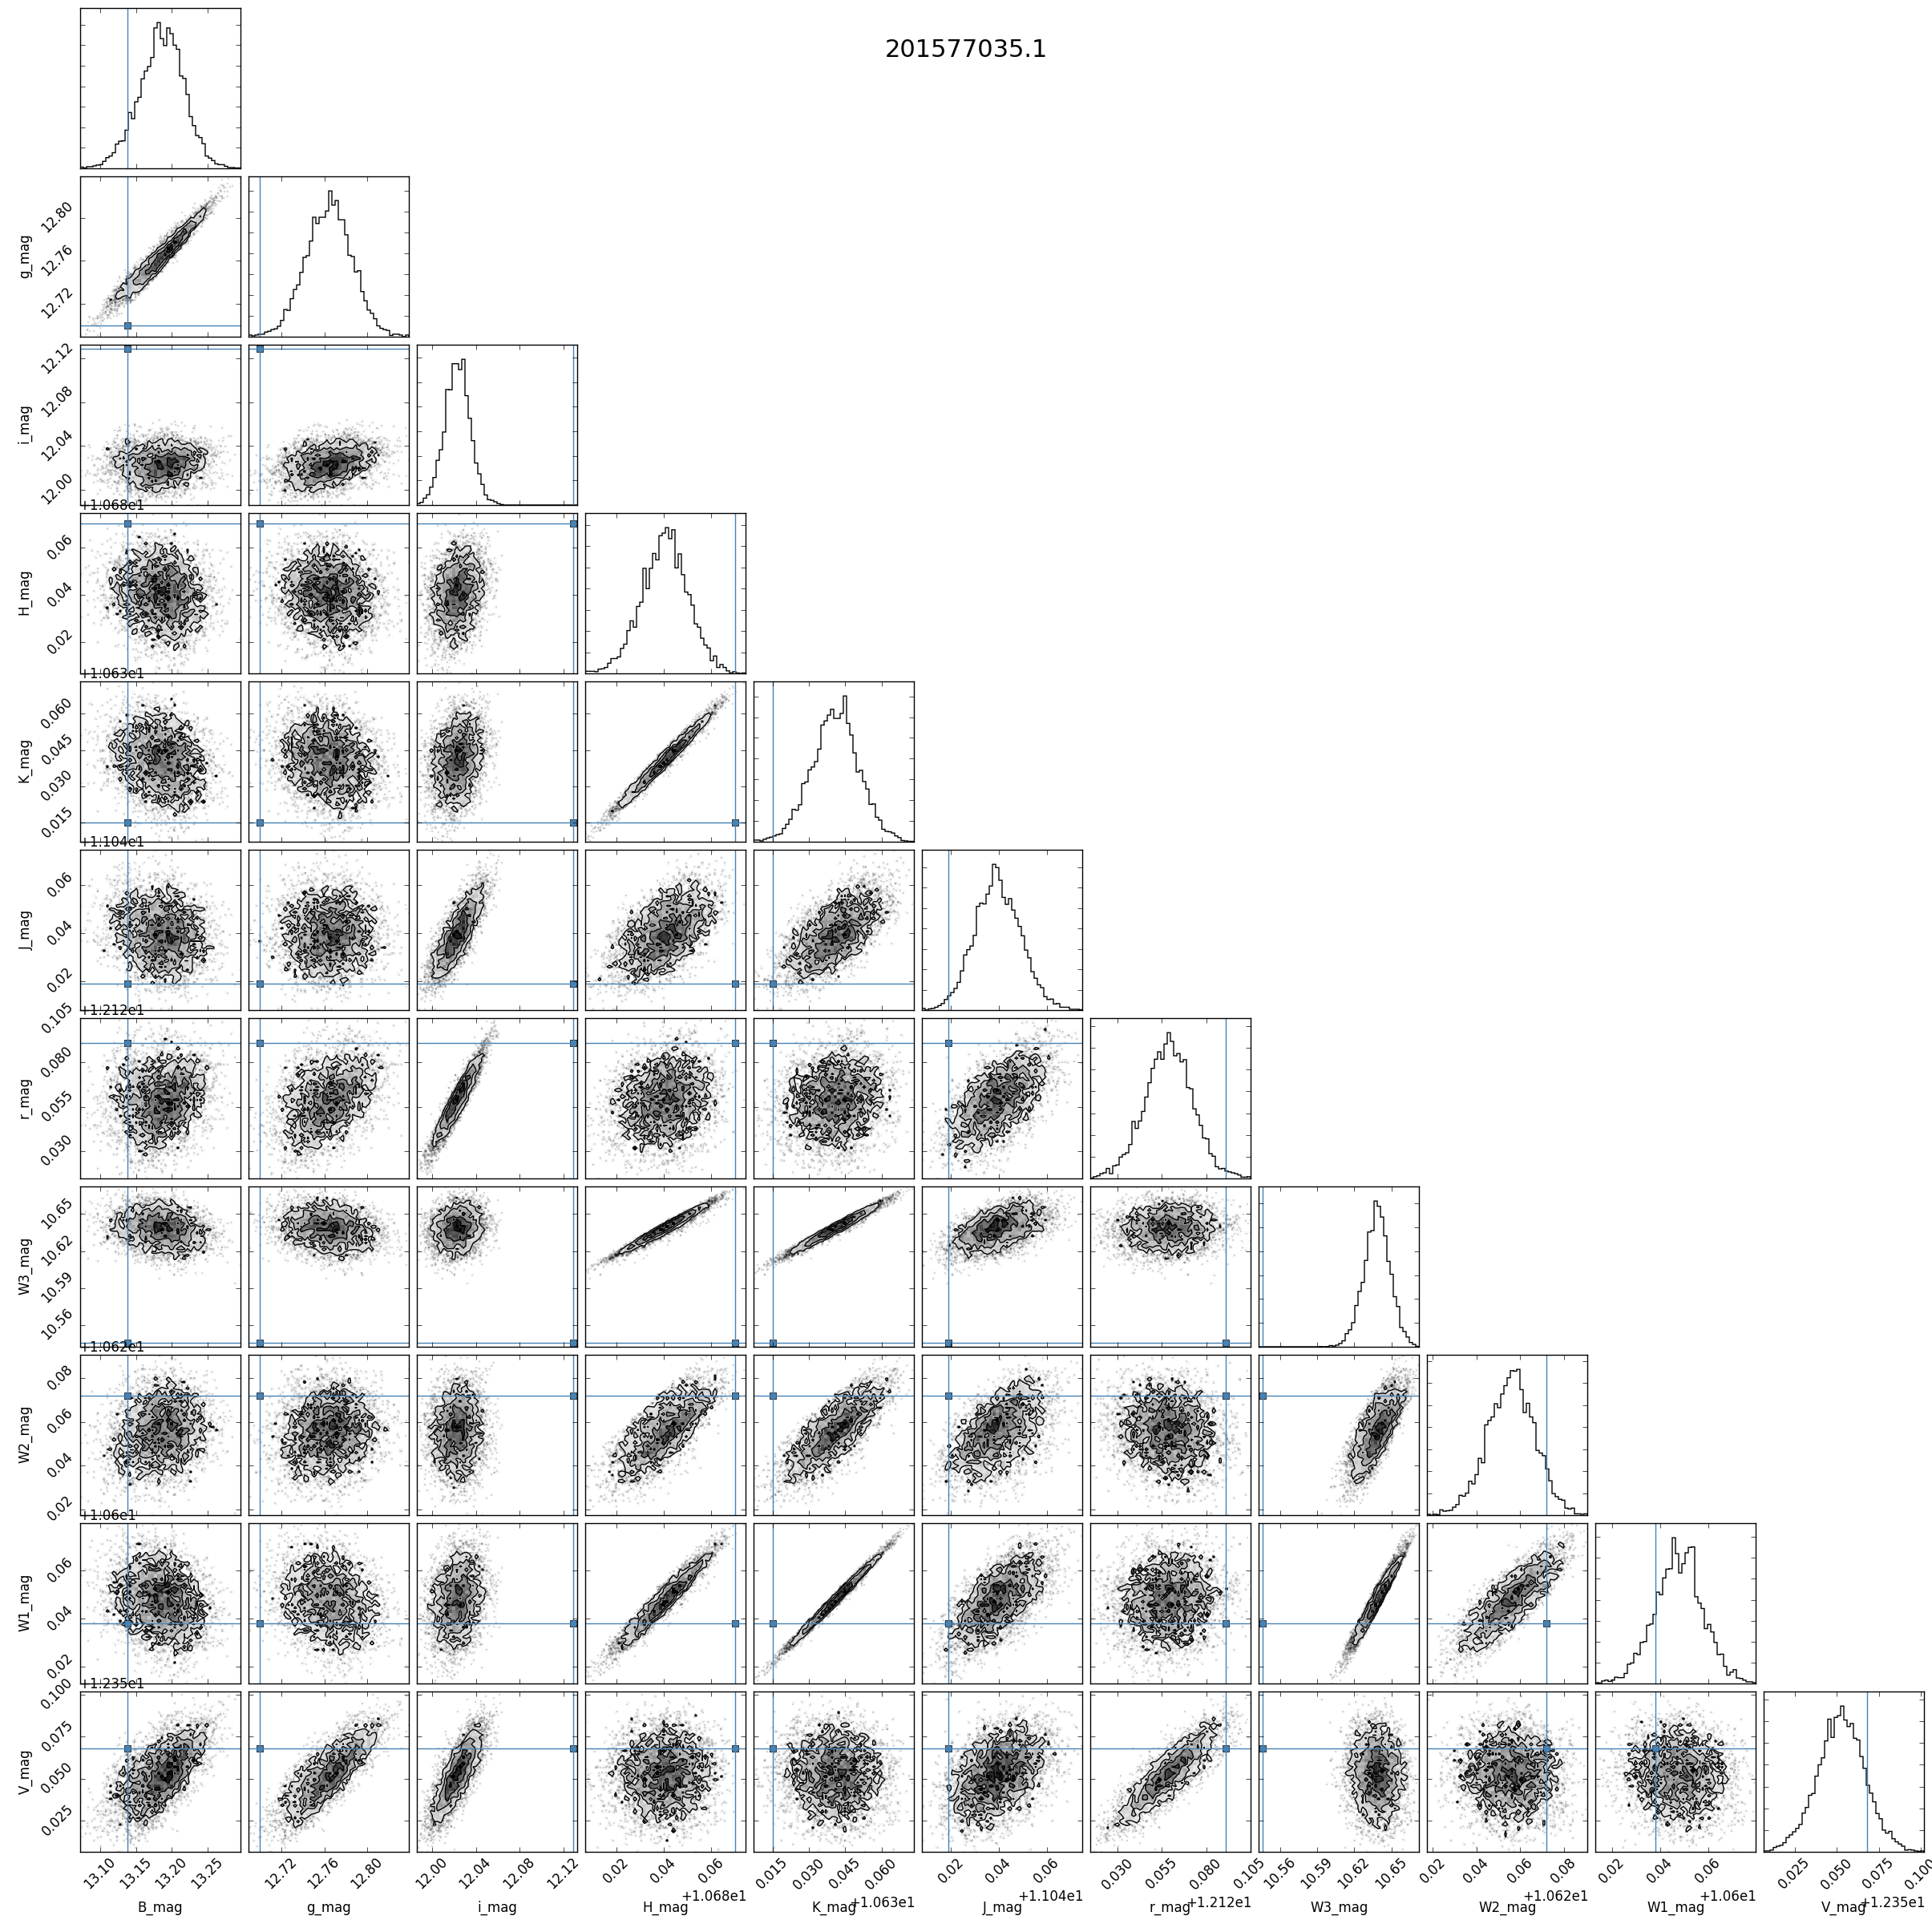 201577035.1
g_mag
12.80
12.76
12.72
i_mag
12.12
12.08
12.04
12.00
+1.068e1
H_mag
0.06
0.04
0.02
+1.063e1
K_mag
0.060
0.045
0.030
0.015
+1.104e1
J_mag
0.06
0.04
0.02
+1.212e1
r_mag
0.105
0.080
0.055
0.030
W3_mag
10.65
10.62
10.59
10.56
+1.062e1
W2_mag
0.08
0.06
0.04
0.02
+1.06e1
W1_mag
0.06
0.04
0.02
+1.235e1
V_mag
0.100
0.075
0.050
0.025
13.10 13.15 13.20 13.25
12.72 12.76 12.80
12.00 12.04 12.08 12.12
0.02 0.04 0.06
0.015 0.030 0.045 0.060
0.02 0.04 0.06
0.030 0.055 0.080 0.105
10.56 10.59 10.62 10.65
0.02 0.04 0.06 0.08
0.02 0.04 0.06
0.025 0.050 0.075 0.100
+1.068e1 +1.063e1 +1.104e1 +1.212e1 +1.062e1 +1.06e1 +1.235e1
B_mag g_mag i_mag H_mag K_mag J_mag r_mag W3_mag W2_mag W1_mag V_mag